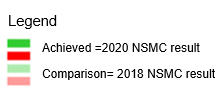 Legend
Achieved =2020 NSMC result
Comparison= 2018 NSMC result